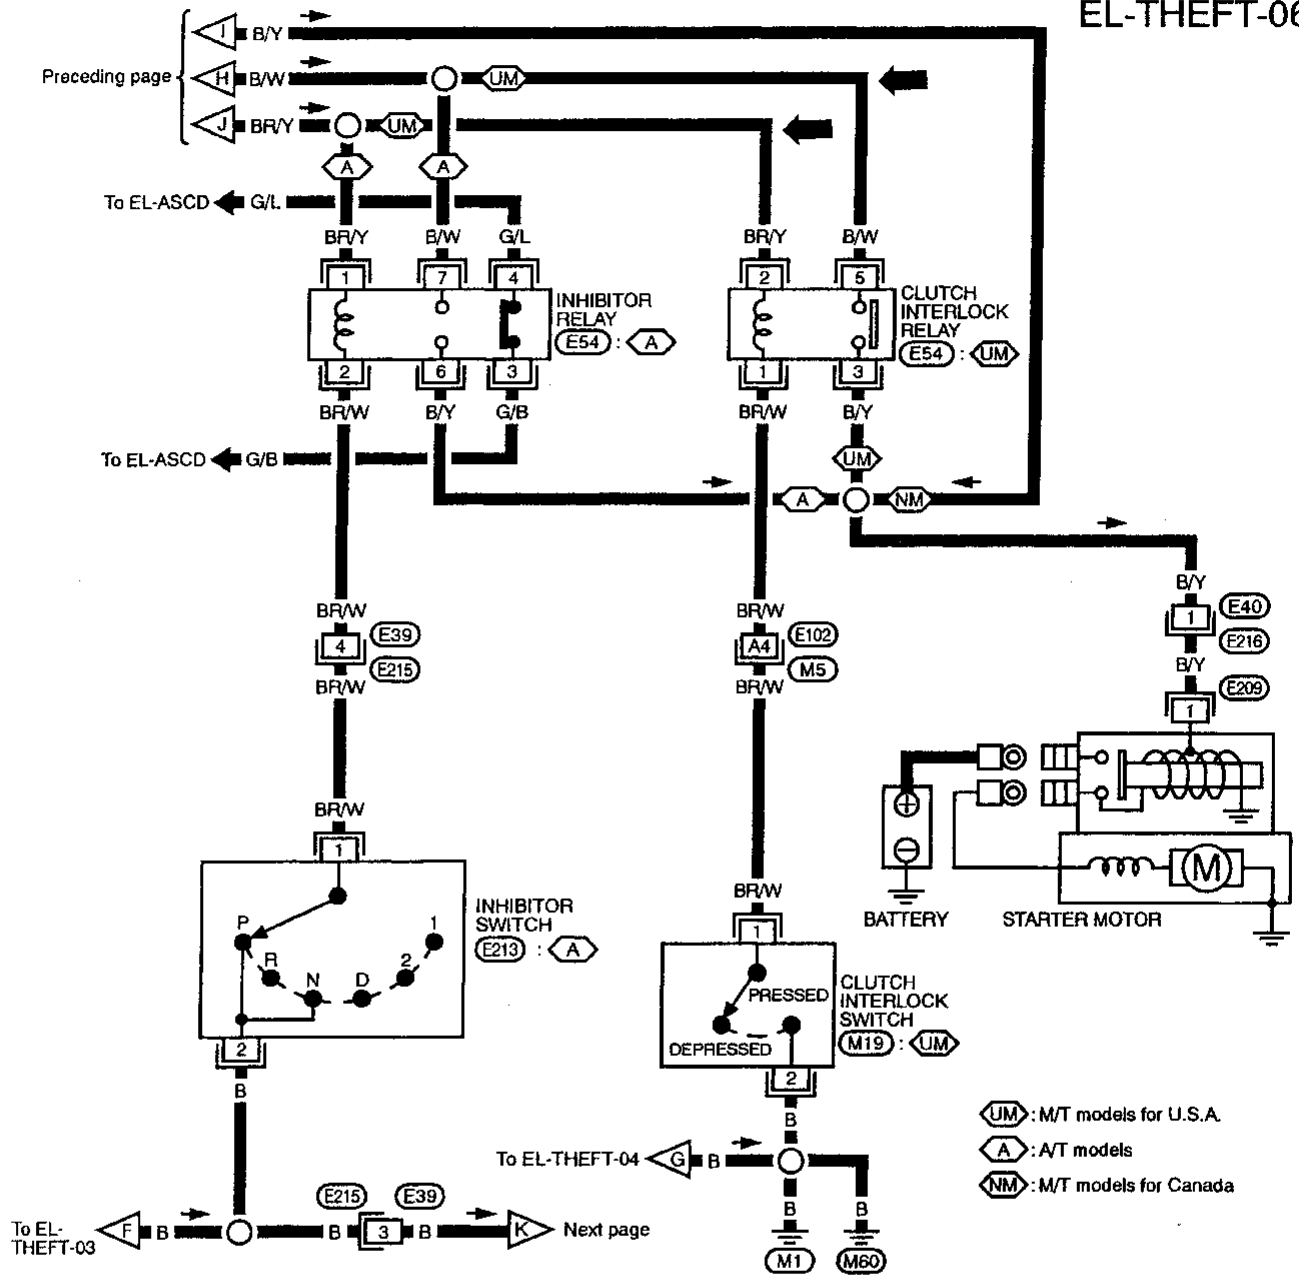 EL-THEFT-06
I B/Y
Preceding page H B/W UM
J BR/Y UM
A A
To EL-ASCD G/L
BR/Y B/W G/L BR/Y B/W
1 7 4 2 5
INHIBITOR RELAY
E54 : A
CLUTCH INTERLOCK RELAY
E54 : UM
2 6 3 1 3
BR/W B/Y G/B BR/W B/Y
To EL-ASCD G/B
UM
A NM
B/Y
1 E40
E216
B/Y
E209
1
BR/W BR/W
4 E39
E215
A4 E102
M5
BR/W BR/W
BR/W
1
BR/W
1
BATTERY
M
STARTER MOTOR
P R N D 2 1
INHIBITOR
SWITCH
E213 : A
2
B
PRESSED
DEPRESSED
CLUTCH
INTERLOCK
SWITCH
M19 : UM
2
B
To EL-THEFT-04 G B
B B
M1 M60
UM : M/T models for U.S.A.
A : A/T models
NM : M/T models for Canada
To EL-
THEFT-03
F B
E215 E39
B 3 B
K Next page